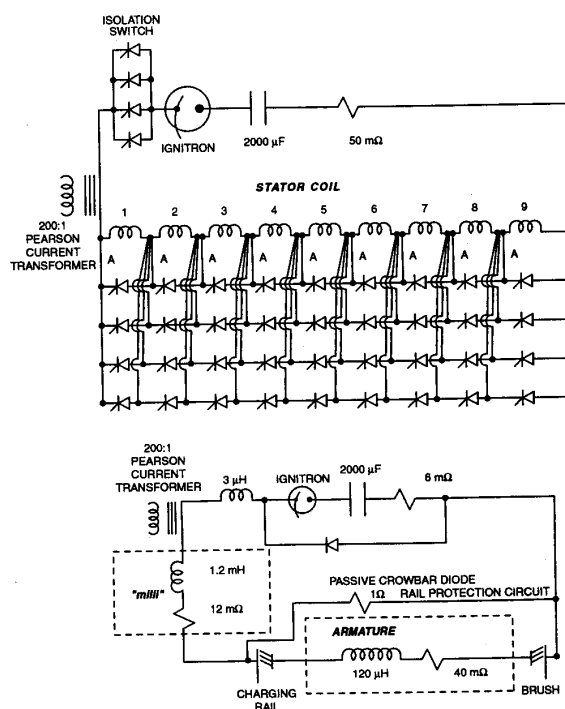 ISOLATION
SWITCH
IGNITRON
2000 μF
50 mΩ
STATOR COIL
200:1
PEARSON
CURRENT
TRANSFORMER
1 2 3 4 5 6 7 8 9
A A A A A A A A A
200:1
PEARSON
CURRENT
TRANSFORMER
3 μH
IGNITRON
2000 μF
6 mΩ
"milli"
1.2 mH
12 mΩ
PASSIVE CROWBAR DIODE
1Ω RAIL PROTECTION CIRCUIT
ARMATURE
120 μH
40 mΩ
CHARGING
RAIL
BRUSH